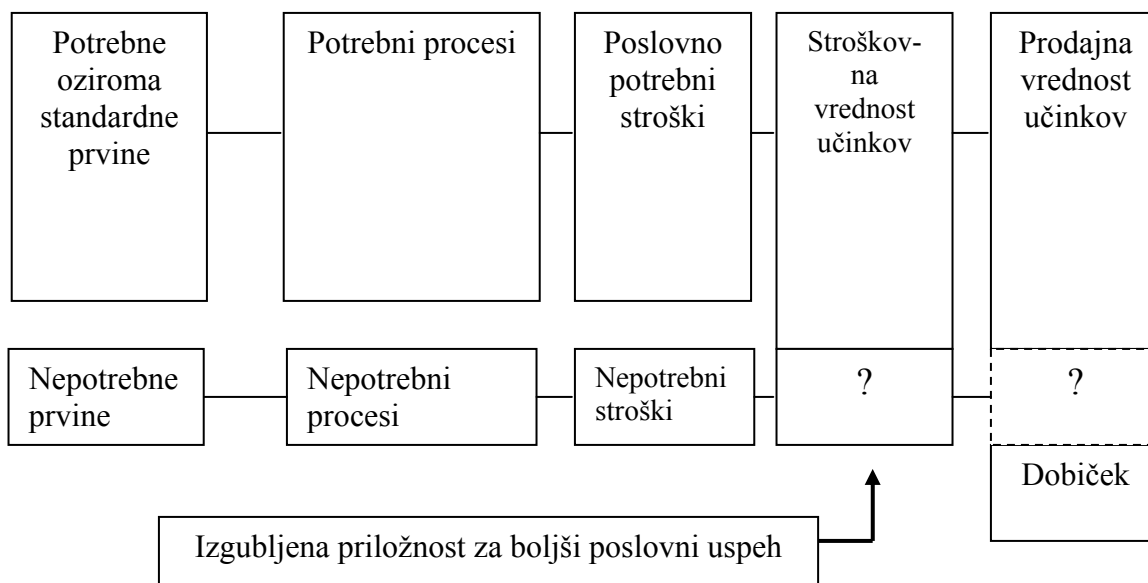 Potrebne
oziroma
standardne
prvine
Potrebni procesi
Poslovno
potrebni
stroški
Stroškov-
na
vrednost
učinkov
Prodajna
vrednost
učinkov
Nepotrebne
prvine
Nepotrebni
procesi
Nepotrebni
stroški
?
?
Dobiček
Izgubljena priložnost za boljši poslovni uspeh